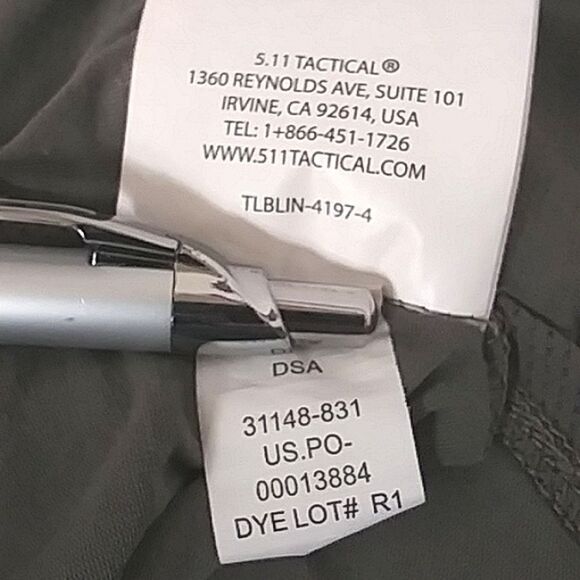 5.11 TACTICAL®
1360 REYNOLDS AVE, SUITE 101
IRVINE, CA 92614, USA
TEL: 1+866-451-1726
WWW.511TACTICAL.COM
TLBLIN-4197-4
DSA
31148-831
US.PO-
00013884
DYE LOT# R1